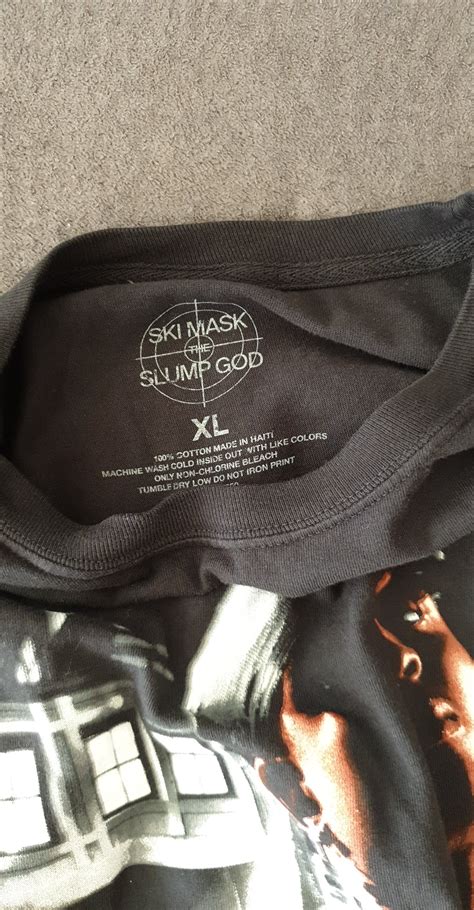 SKI MASK
THE
SLUMP GOD
XL
100% COTTON MADE IN HAITI
MACHINE WASH COLD INSIDE OUT WITH LIKE COLORS
ONLY NON-CHLORINE BLEACH
TUMBLE DRY LOW DO NOT IRON PRINT